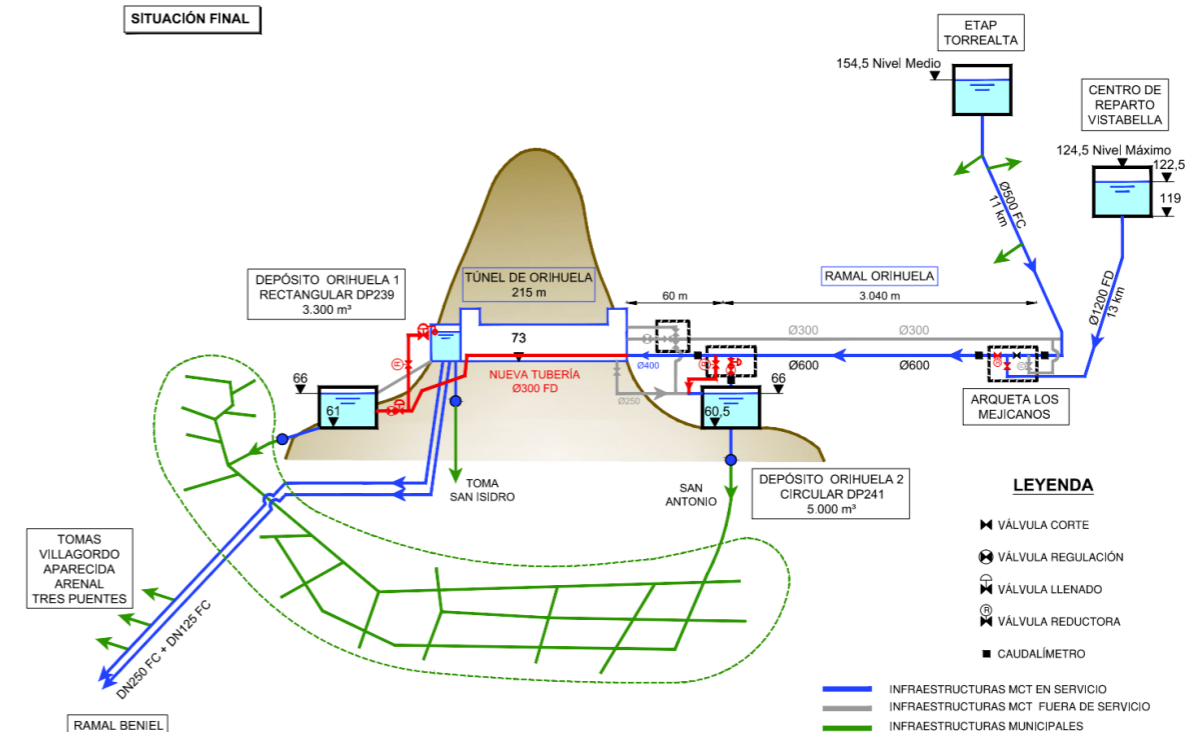 SITUACIÓN FINAL
ETAP
TORREALTA
154,5 Nivel Medio
CENTRO DE
REPARTO
VISTABELLA
124,5 Nivel Máximo
122,5
119
Ø500 FC
11 km
Ø1200 FD
13 km
DEPÓSITO ORIHUELA 1
RECTANGULAR DP239
3.300 m³
TÚNEL DE ORIHUELA
215 m
RAMAL ORIHUELA
60 m
3.040 m
Ø300
Ø300
73
Ø400
Ø600
Ø600
NUEVA TUBERÍA
Ø300 FD
Ø250
R
R
R
R
66
61
66
60,5
ARQUETA LOS
MEJICANOS
TOMA
SAN ISIDRO
SAN
ANTONIO
DEPÓSITO ORIHUELA 2
CIRCULAR DP241
5.000 m³
TOMAS
VILLAGORDO
APARECIDA
ARENAL
TRES PUENTES
DN250 FC + DN125 FC
RAMAL BENIEL
LEYENDA
VÁLVULA CORTE
VÁLVULA REGULACIÓN
VÁLVULA LLENADO
R VÁLVULA REDUCTORA
CAUDALÍMETRO
INFRAESTRUCTURAS MCT EN SERVICIO
INFRAESTRUCTURAS MCT FUERA DE SERVICIO
INFRAESTRUCTURAS MUNICIPALES